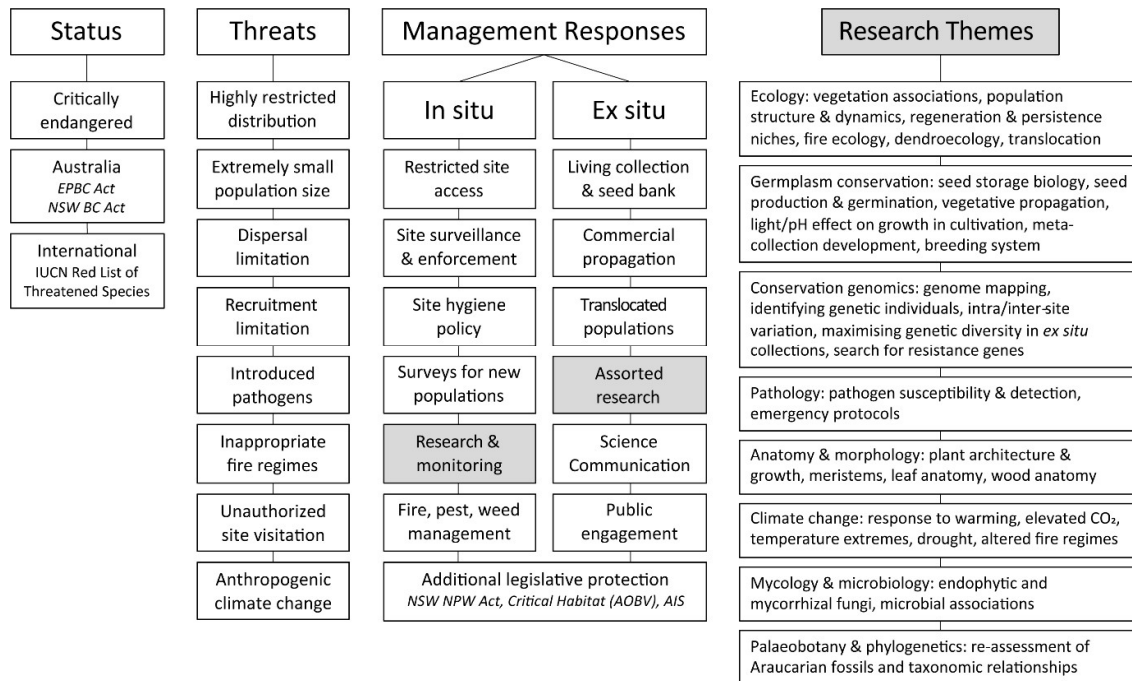 Status
Critically
endangered
Australia
EPBC Act
NSW BC Act
International
IUCN Red List of
Threatened Species
Threats
Highly restricted
distribution
Extremely small
population size
Dispersal
limitation
Recruitment
limitation
Introduced
pathogens
Inappropriate
fire regimes
Unauthorized
site visitation
Anthropogenic
climate change
Management Responses
In situ
Restricted site
access
Site surveillance
& enforcement
Site hygiene
policy
Surveys for new
populations
Research &
monitoring
Fire, pest, weed
management
Ex situ
Living collection
& seed bank
Commercial
propagation
Translocated
populations
Assorted
research
Science
Communication
Public
engagement
Additional legislative protection
NSW NPW Act, Critical Habitat (AOBV), AIS
Research Themes
Ecology: vegetation associations, population
structure & dynamics, regeneration & persistence
niches, fire ecology, dendroecology, translocation
Germplasm conservation: seed storage biology, seed
production & germination, vegetative propagation,
light/pH effect on growth in cultivation, meta-
collection development, breeding system
Conservation genomics: genome mapping,
identifying genetic individuals, intra/inter-site
variation, maximising genetic diversity in ex situ
collections, search for resistance genes
Pathology: pathogen susceptibility & detection,
emergency protocols
Anatomy & morphology: plant architecture &
growth, meristems, leaf anatomy, wood anatomy
Climate change: response to warming, elevated CO₂,
temperature extremes, drought, altered fire regimes
Mycology & microbiology: endophytic and
mycorrhizal fungi, microbial associations
Palaeobotany & phylogenetics: re-assessment of
Araucarian fossils and taxonomic relationships